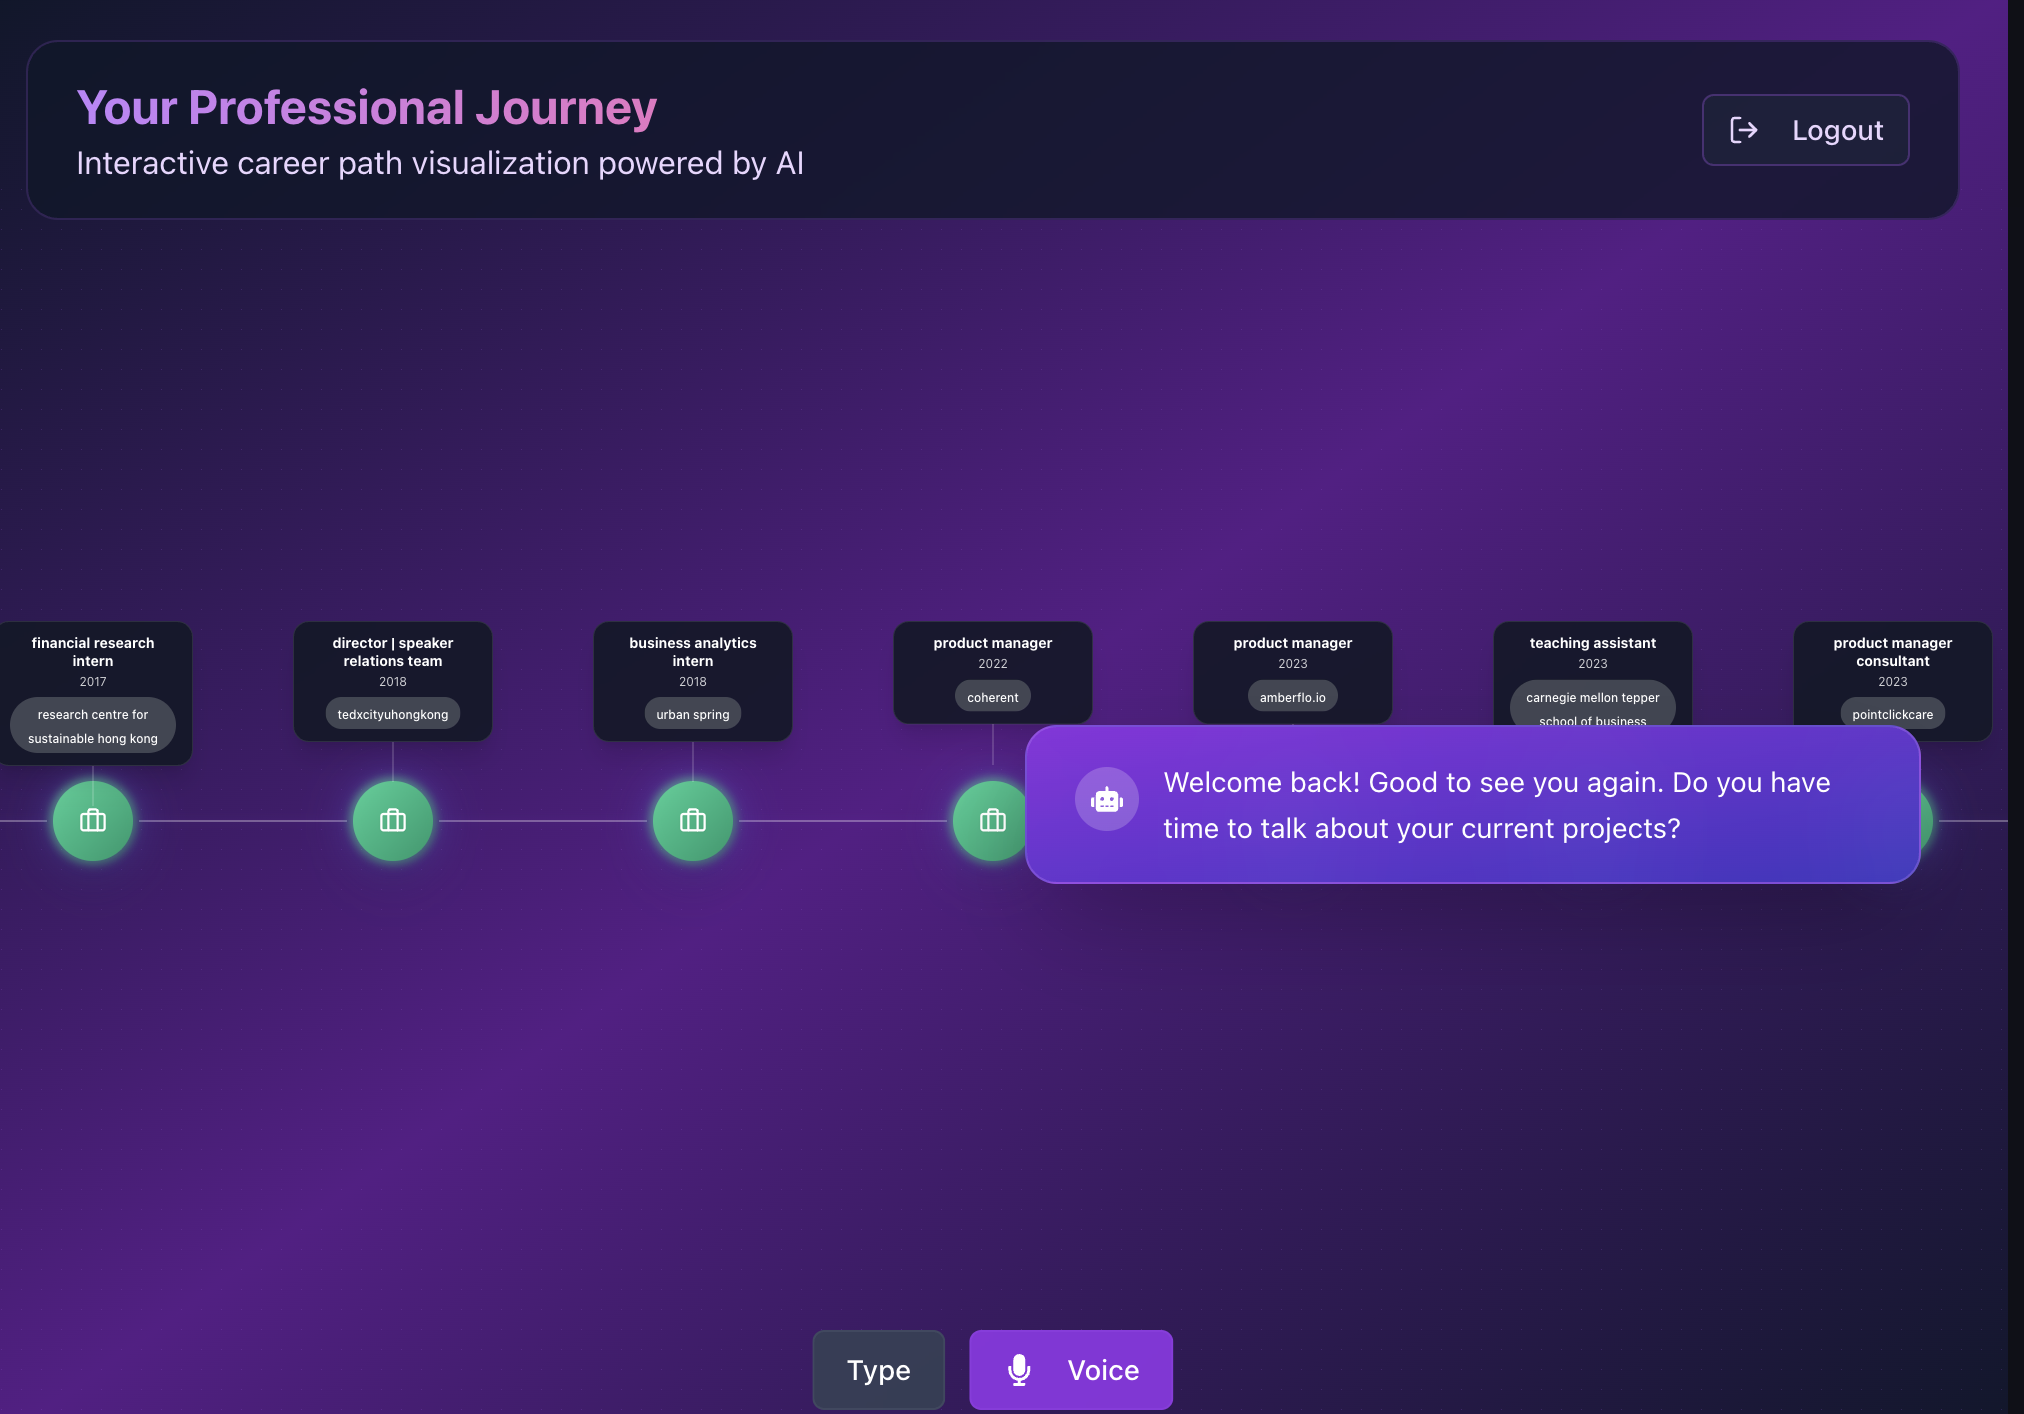 Your Professional Journey
Interactive career path visualization powered by AI
Logout
financial research
intern
2017
research centre for
sustainable hong kong
director | speaker
relations team
2018
tedxcityuhongkong
business analytics
intern
2018
urban spring
product manager
2022
coherent
product manager
2023
amberflo.io
teaching assistant
2023
carnegie mellon tepper
school of business
product manager
consultant
2023
pointclickcare
Welcome back! Good to see you again. Do you have
time to talk about your current projects?
Type
Voice